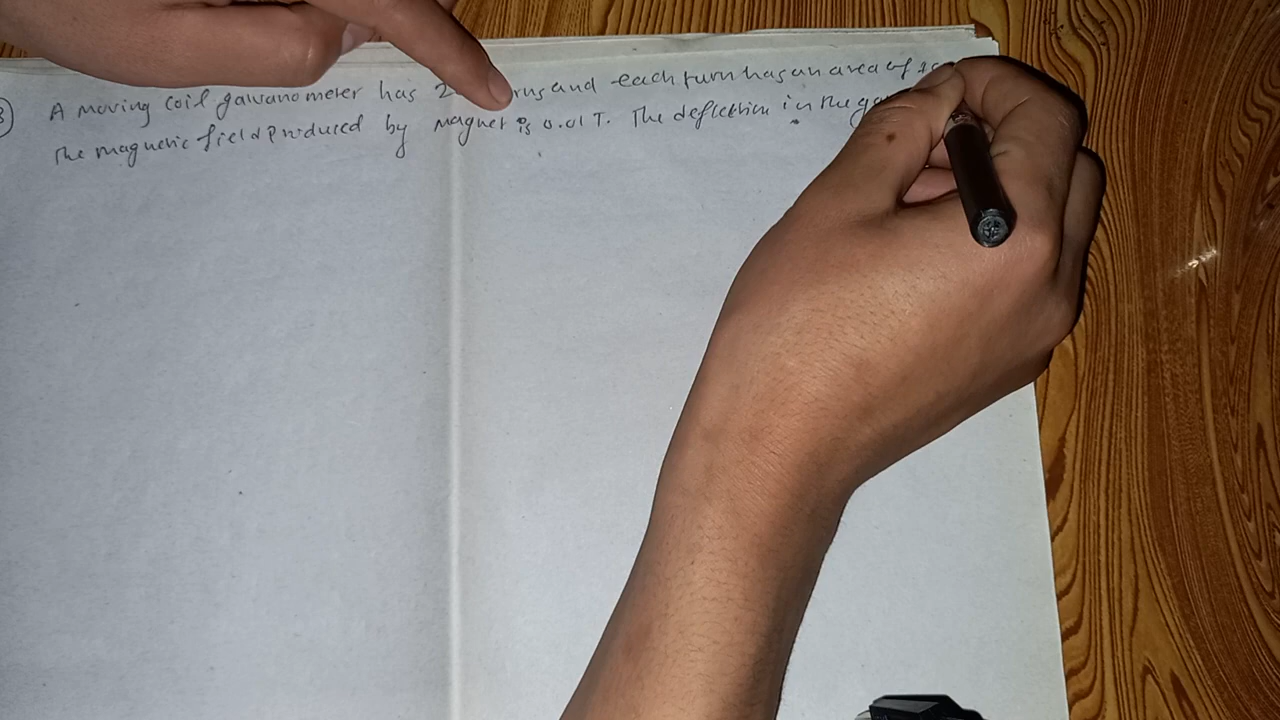 A moving coil galvanometer has and each turn has an area of
The magnetic field produced by magnet is 0.01 T. The deflection in the